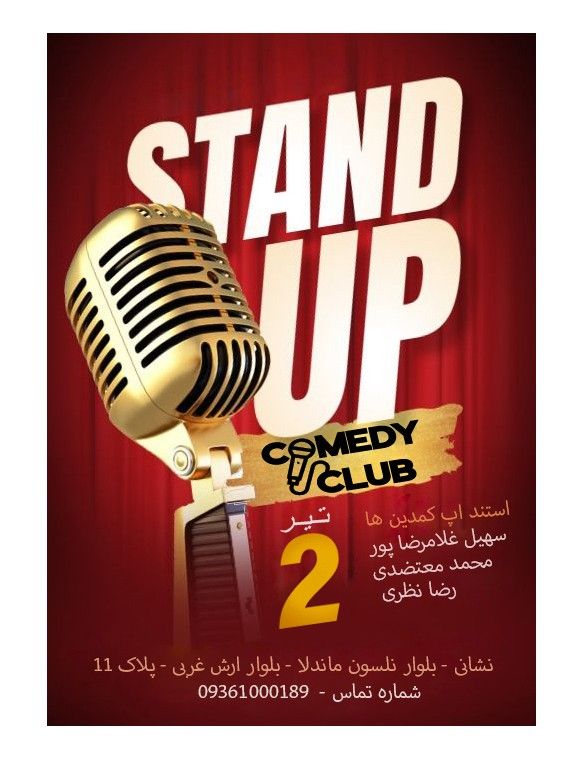 STAND
UP
COMEDY
CLUB
تیر
2
استند اپ کمدین ها
سهیل غلامرضا پور
محمد معتضدی
رضا نظری
نشانی - بلوار نلسون ماندلا - بلوار ارش غربی - پلاک 11
شماره تماس - 09361000189